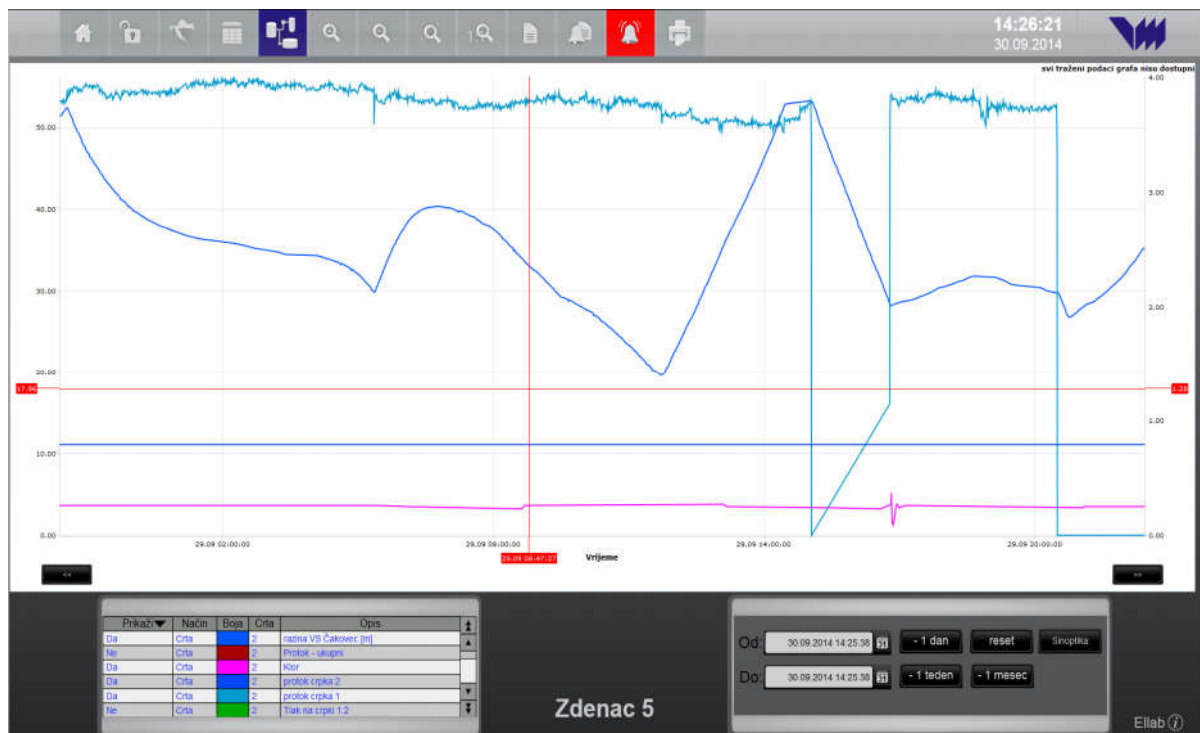 14:26:21
30.09.2014
svi traženi podaci grafa nisu dostupni
4.00
50.00
40.00
3.00
30.00
2.00
20.00
17.96
1.28
1.00
10.00
0.00
0.00
29.09 02:00:00
29.09 08:00:00
29.09 14:00:00
29.09 20:00:00
29.09 08:47:27
Vrijeme
<<
>>
Prikaži Način Boja Crta Opis
Da Crta 2 razina VS Čakovec [m]
Ne Crta 2 Protok - ukupni
Da Crta 2 Klor
Da Crta 2 protok crpka 2
Da Crta 2 protok crpka 1
Ne Crta 2 Tlak na crpki 1.2
Zdenac 5
Od: 30.09.2014 14:25:38 31 - 1 dan reset Sinoptika
Do: 30.09.2014 14:25:38 31 - 1 teden - 1 mesec
Ellab